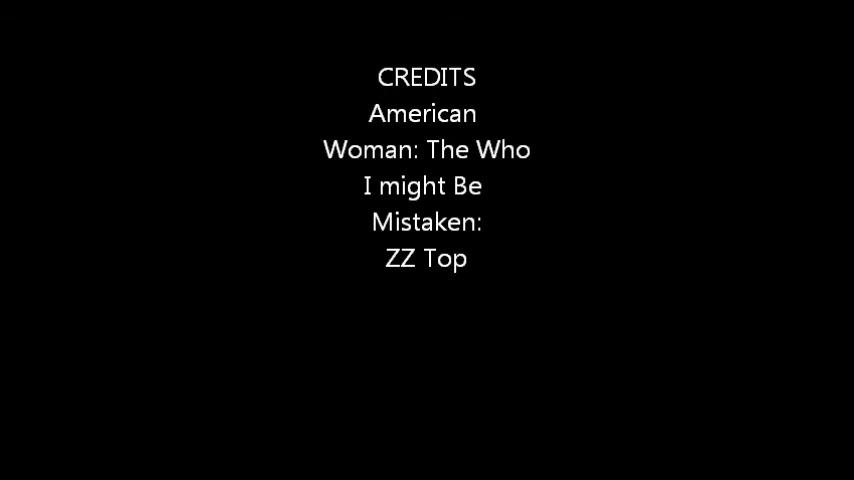 CREDITS
American
Woman: The Who
I might Be
Mistaken:
ZZ Top